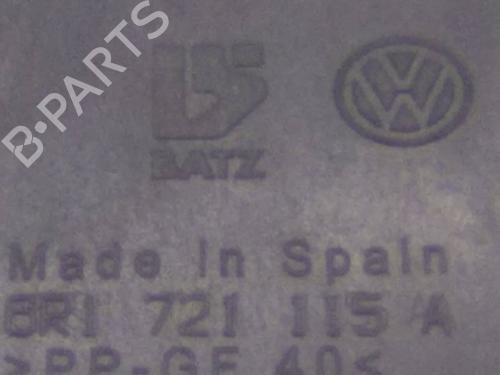 B-PARTS
BATZ
Made In Spain
6R1 721 115 A
>PP-GF 40<